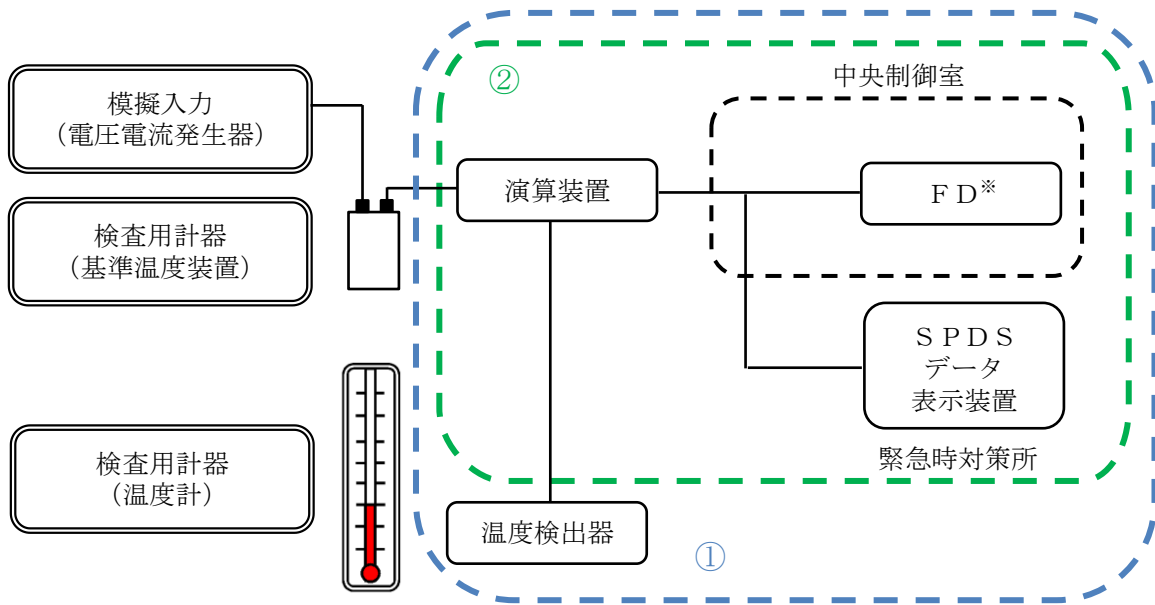 模擬入力
（電圧電流発生器）
検査用計器
（基準温度装置）
検査用計器
（温度計）
②
中央制御室
演算装置
ＦＤ※
ＳＰＤＳ
データ
表示装置
緊急時対策所
温度検出器
①